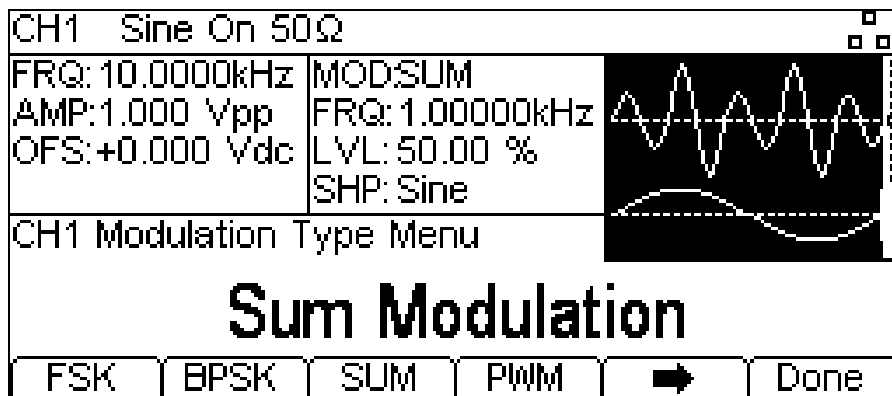 CH1 Sine On 50Ω
FRQ: 10.0000kHz
AMP:1.000 Vpp
OFS:+0.000 Vdc
MOD:SUM
FRQ: 1.00000kHz
LVL: 50.00 %
SHP: Sine
CH1 Modulation Type Menu
Sum Modulation
FSK BPSK SUM PWM Done